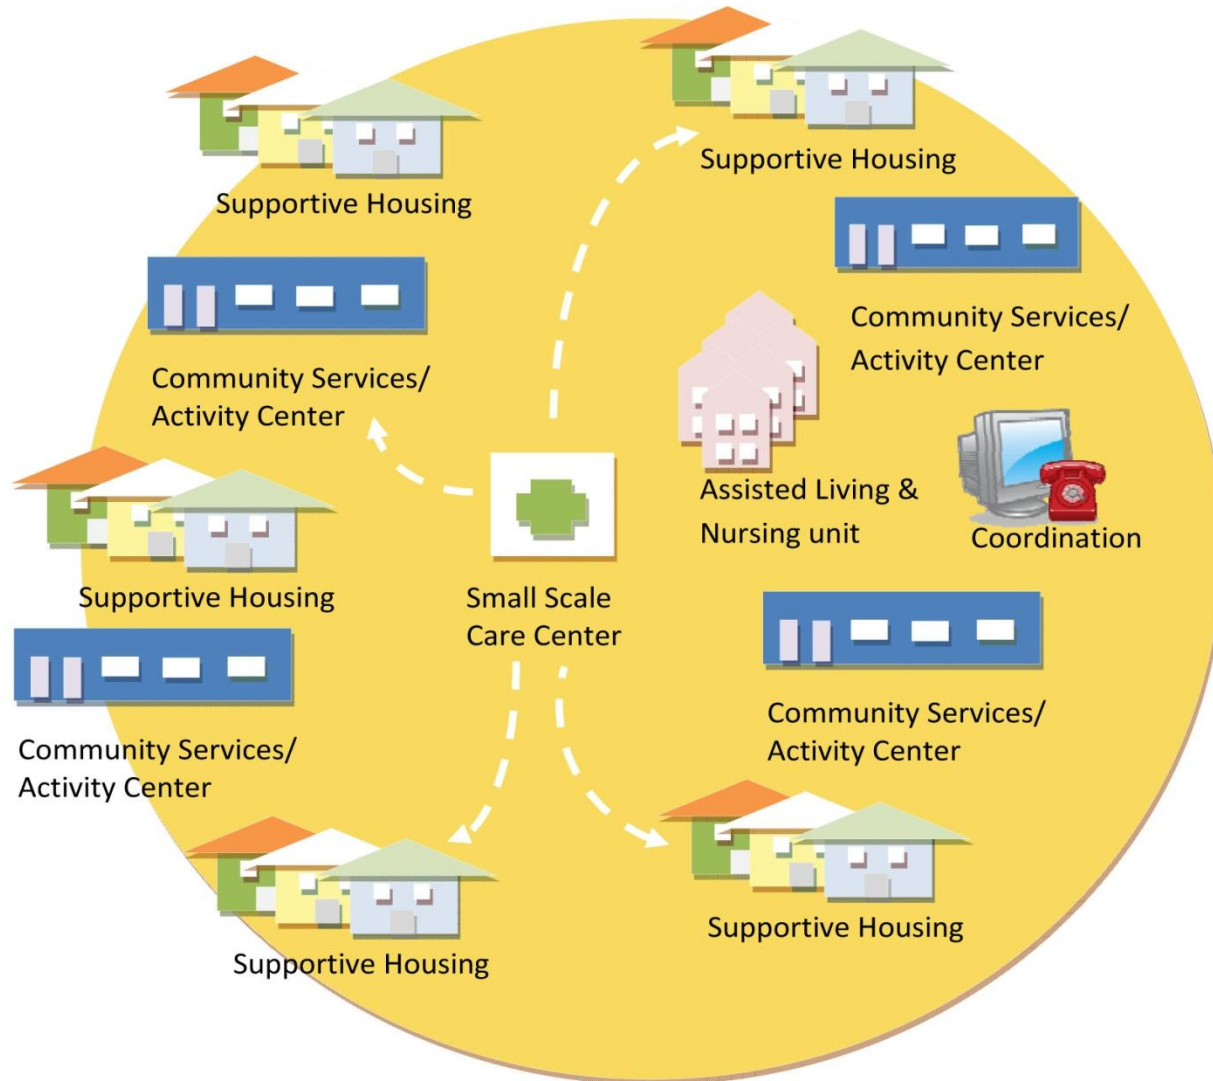 Supportive Housing
Supportive Housing
Community Services/
Activity Center
Community Services/
Activity Center
Assisted Living &
Nursing unit
Coordination
Supportive Housing
Small Scale
Care Center
Community Services/
Activity Center
Community Services/
Activity Center
Supportive Housing
Supportive Housing